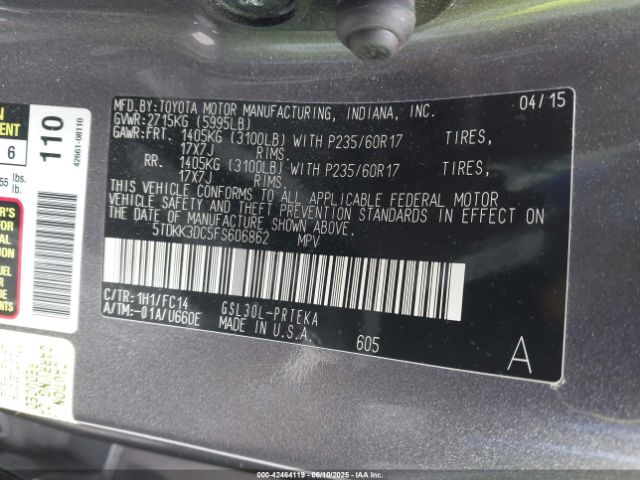 MFD.BY: TOYOTA MOTOR MANUFACTURING, INDIANA, INC. 04/15
GVWR: 2715KG (5995LB)
GAWR: FRT. 1405KG (3100LB) WITH P235/60R17 TIRES,
17X7J RIMS.
RR. 1405KG (3100LB) WITH P235/60R17 TIRES,
17X7J RIMS.
THIS VEHICLE CONFORMS TO ALL APPLICABLE FEDERAL MOTOR
VEHICLE SAFETY AND THEFT PREVENTION STANDARDS IN EFFECT ON
THE DATE OF MANUFACTURE SHOWN ABOVE.
5TDKK3DC5FS606862 MPV
C/TR: 1H1/FC14 GSL30L-PRTEKA
A/TM:-01A/U660E MADE IN U.S.A.
605
A
110
42661-08110
6
lb.
00 - 42464119 - 06/10/2025 - IAA Inc.